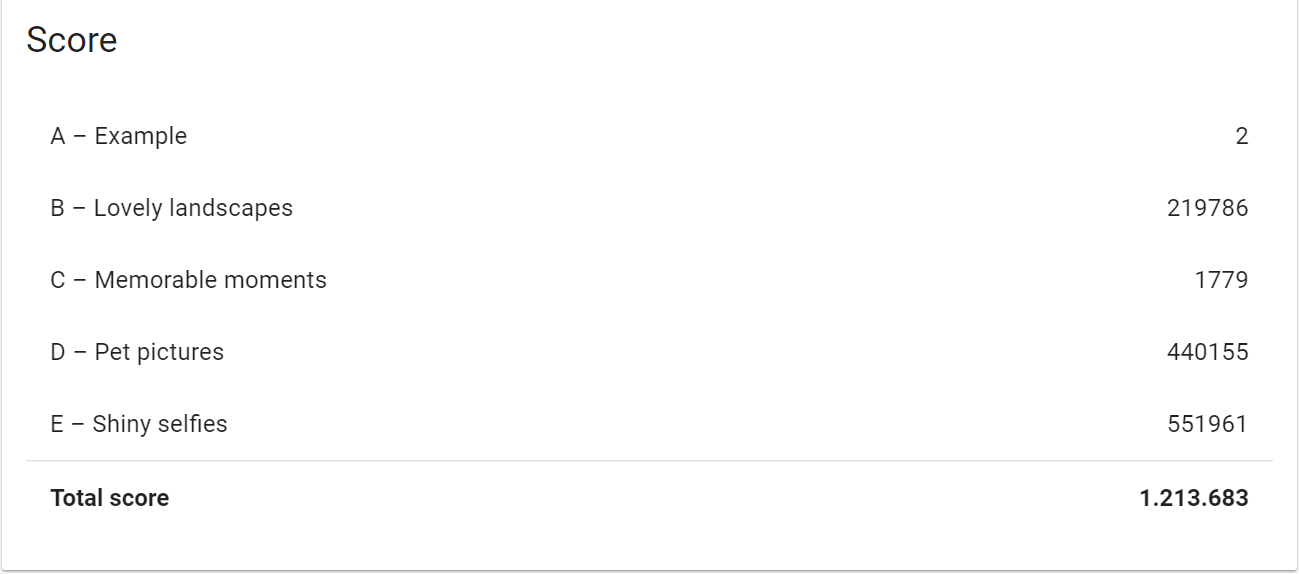 Score
A – Example 2
B – Lovely landscapes 219786
C – Memorable moments 1779
D – Pet pictures 440155
E – Shiny selfies 551961
Total score 1.213.683